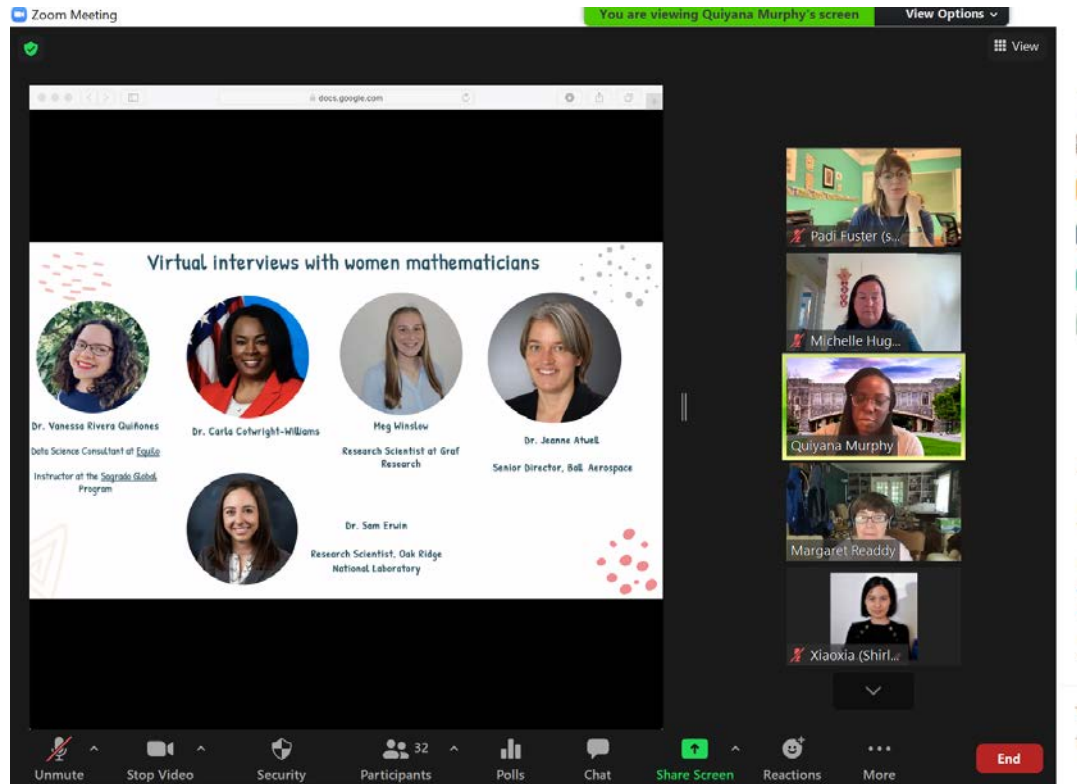 Zoom Meeting
You are viewing Quiyana Murphy's screen
View Options
View
docs.google.com
Virtual interviews with women mathematicians
Dr. Vanessa Rivera Quiñones
Data Science Consultant at Equilo
Instructor at the Sagrado Global
Program
Dr. Carla Cotwright-Williams
Meg Winslow
Research Scientist at Graf
Research
Dr. Jeanne Atwell
Senior Director, Ball Aerospace
Dr. Sam Erwin
Research Scientist, Oak Ridge
National Laboratory
Padi Fuster (s...
Michelle Hug...
Quiyana Murphy
Margaret Readdy
Xiaoxia (Shirl...
Unmute
Stop Video
Security
32
Participants
Polls
Chat
Share Screen
Reactions
More
End